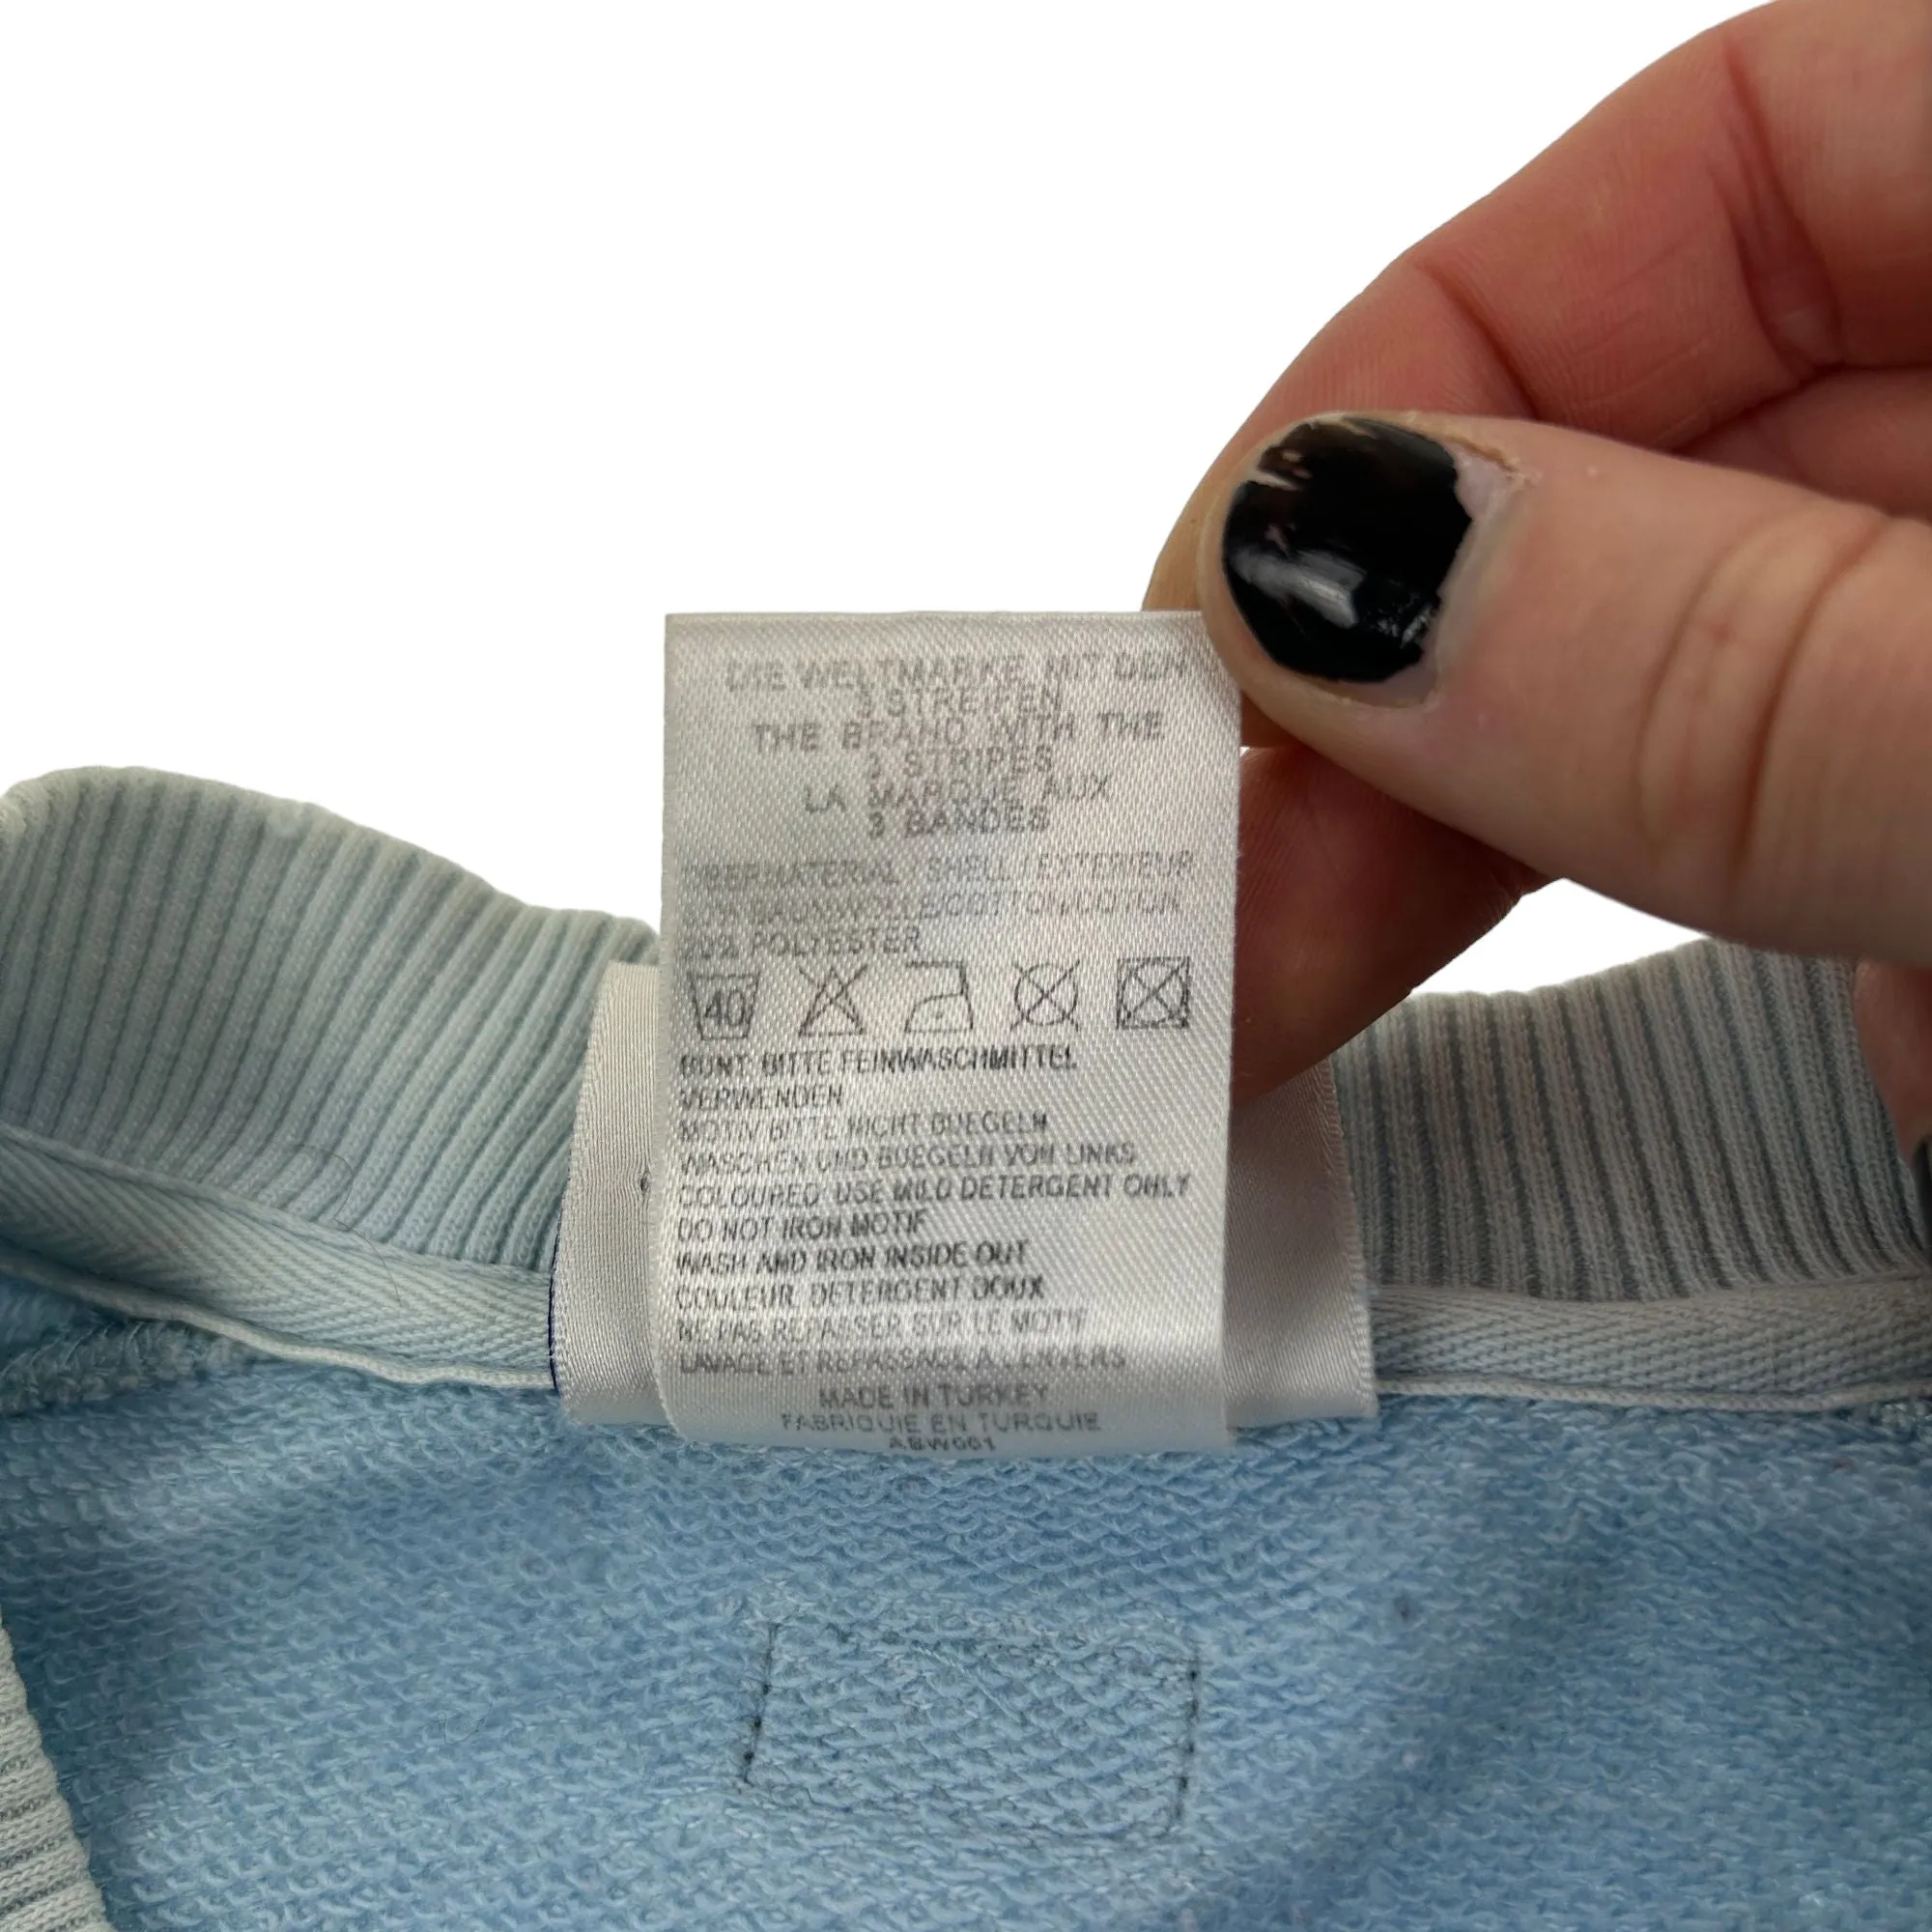 DIE WELTMARKE MIT DEN
3 STREIFEN
THE BRAND WITH THE
3 STRIPES
LA MARQUE AUX
3 BANDES
OBERMATERIAL / SHELL / EXTERIEUR
POLYESTER
40
BUNT: BITTE FEINWASCHMITTEL
VERWENDEN
MOTIV BITTE NICHT BUEGELN
WASCHEN UND BUEGELN VON LINKS
COLOURED: USE MILD DETERGENT ONLY
DO NOT IRON MOTIF
WASH AND IRON INSIDE OUT
COULEUR: DETERGENT DOUX
NE PAS REPASSER SUR LE MOTIF
LAVAGE ET REPASSAGE A L'ENVERS
MADE IN TURKEY
FABRIQUE EN TURQUIE